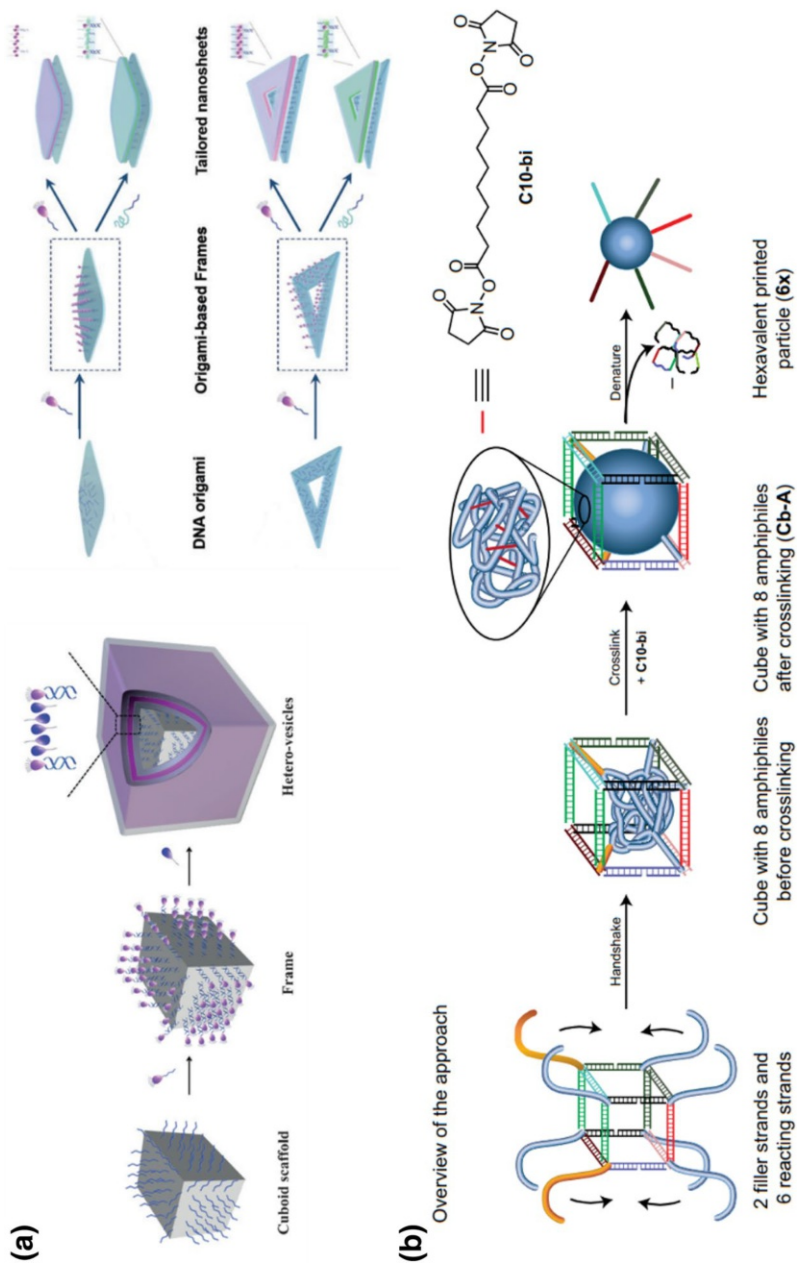 (a)
Cuboid scaffold
Frame
Hetero-vesicles
DNA origami
Origami-based Frames
Tailored nanosheets
(b)
Overview of the approach
2 filler strands and
6 reacting strands
Handshake
Cube with 8 amphiphiles
before crosslinking
Crosslink
+ C10-bi
Cube with 8 amphiphiles
after crosslinking (Cb-A)
Denature
Hexavalent printed
particle (6x)
O
N
O
O
O
O
O
N
O
O
C10-bi